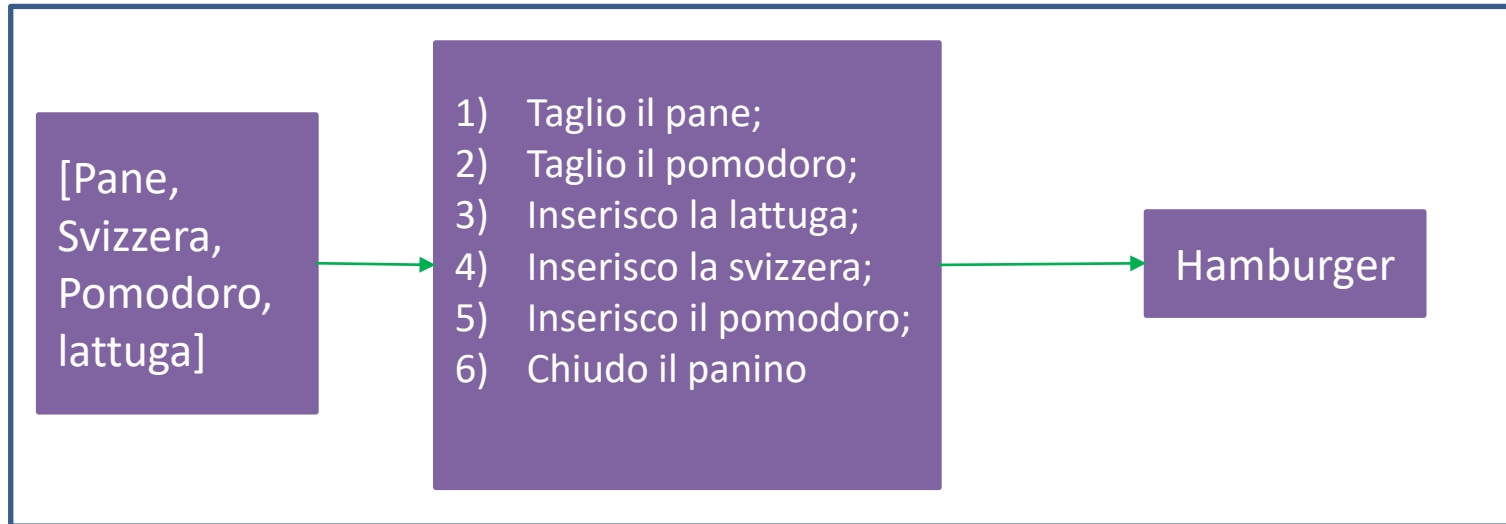 [Pane,
Svizzera,
Pomodoro,
lattuga]
1) Taglio il pane;
2) Taglio il pomodoro;
3) Inserisco la lattuga;
4) Inserisco la svizzera;
5) Inserisco il pomodoro;
6) Chiudo il panino
Hamburger